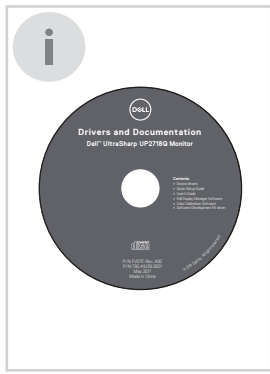 DELL
Drivers and Documentation
Dell™ UltraSharp UP2718Q Monitor
Contents:
Device drivers
Quick Setup Guide
User's Guide
Dell Display Manager Software
Color Calibration Software
Software Development Kit driver
May 2017
Made in China